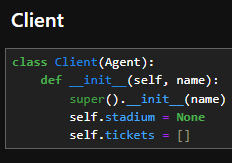 Client
class Client(Agent):
    def __init__(self, name):
        super().__init__(name)
        self.stadium = None
        self.tickets = []